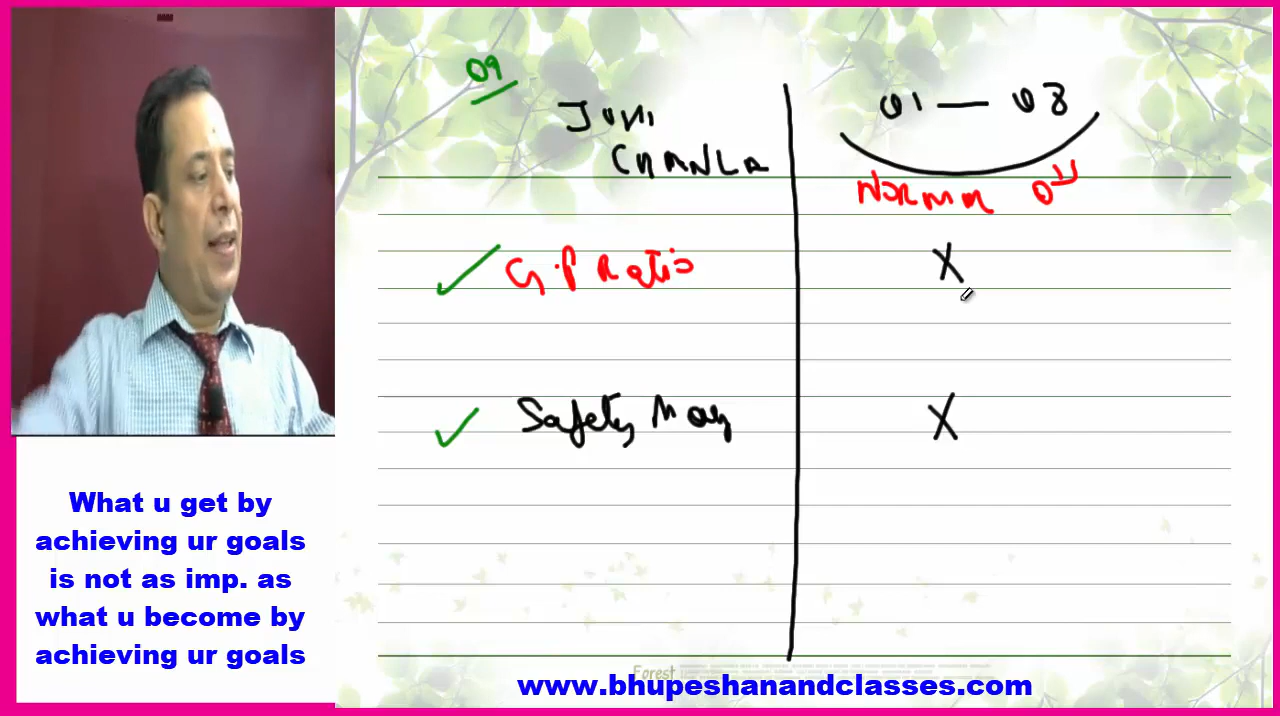 09
JUHI
CHAWLA
01 — 08
NORMAL
G.P Ratio
X
Safety Mar
X
What u get by
achieving ur goals
is not as imp. as
what u become by
achieving ur goals
Forest
www.bhupeshanandclasses.com